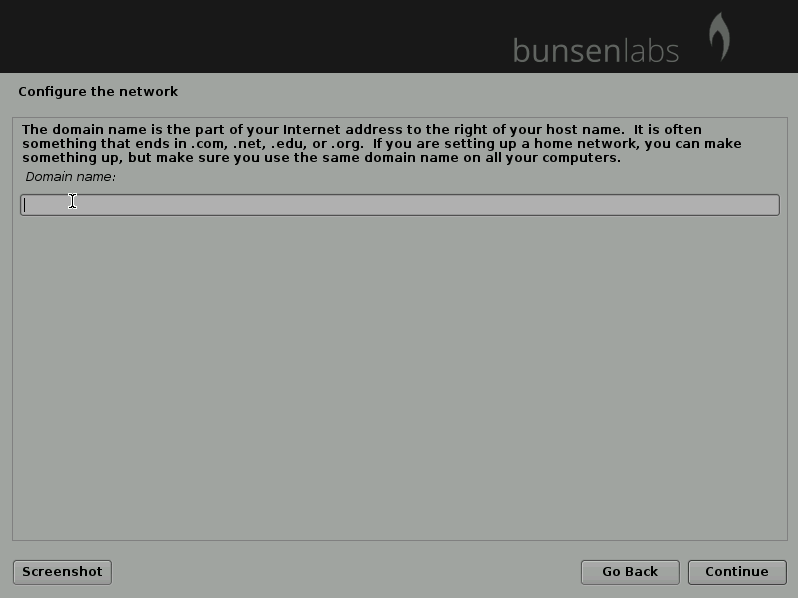 bunsenlabs
Configure the network
The domain name is the part of your Internet address to the right of your host name.  It is often
something that ends in .com, .net, .edu, or .org.  If you are setting up a home network, you can make
something up, but make sure you use the same domain name on all your computers.
Domain name:
Screenshot
Go Back
Continue